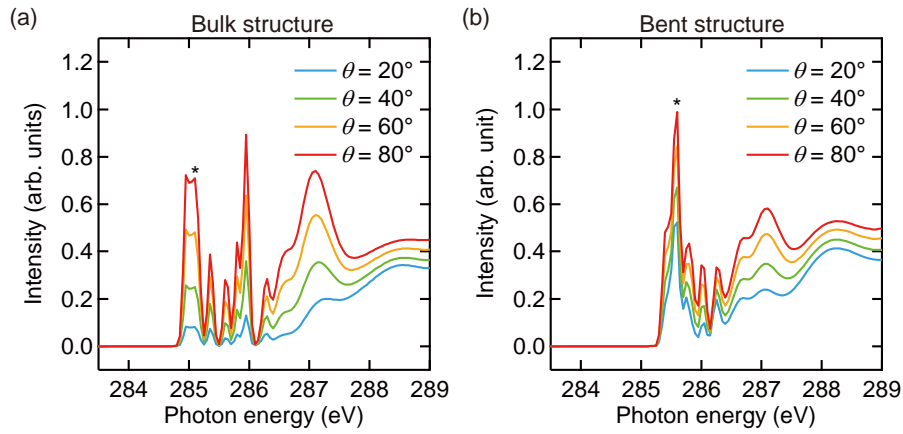 (a)
Bulk structure
Intensity (arb. units)
1.2
1.0
0.8
0.6
0.4
0.2
0.0
θ = 20°
θ = 40°
θ = 60°
θ = 80°
*
284
285
286
287
288
289
Photon energy (eV)
(b)
Bent structure
Intensity (arb. unit)
1.2
1.0
0.8
0.6
0.4
0.2
0.0
θ = 20°
θ = 40°
θ = 60°
θ = 80°
*
284
285
286
287
288
289
Photon energy (eV)